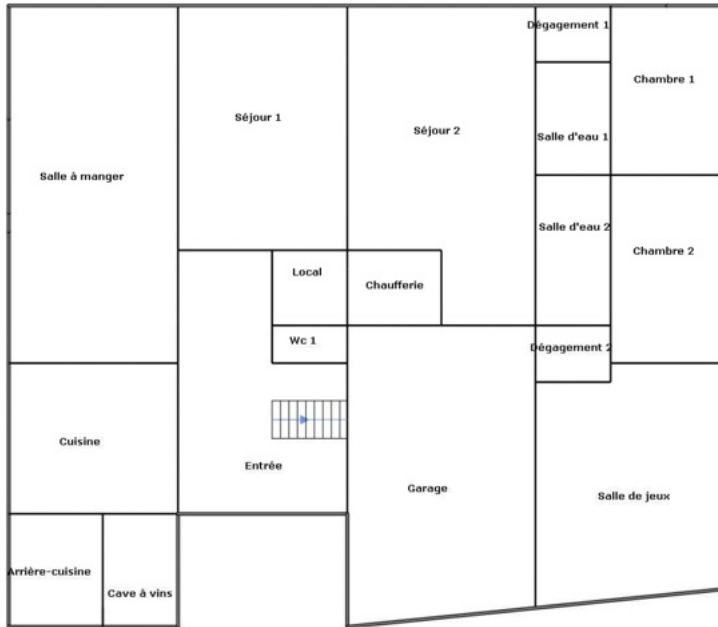 Dégagement 1
Chambre 1
Séjour 1
Séjour 2
Salle d'eau 1
Salle à manger
Salle d'eau 2
Chambre 2
Local
Chaufferie
Wc 1
Dégagement 2
Cuisine
Entrée
Garage
Salle de jeux
Arrière-cuisine
Cave à vins